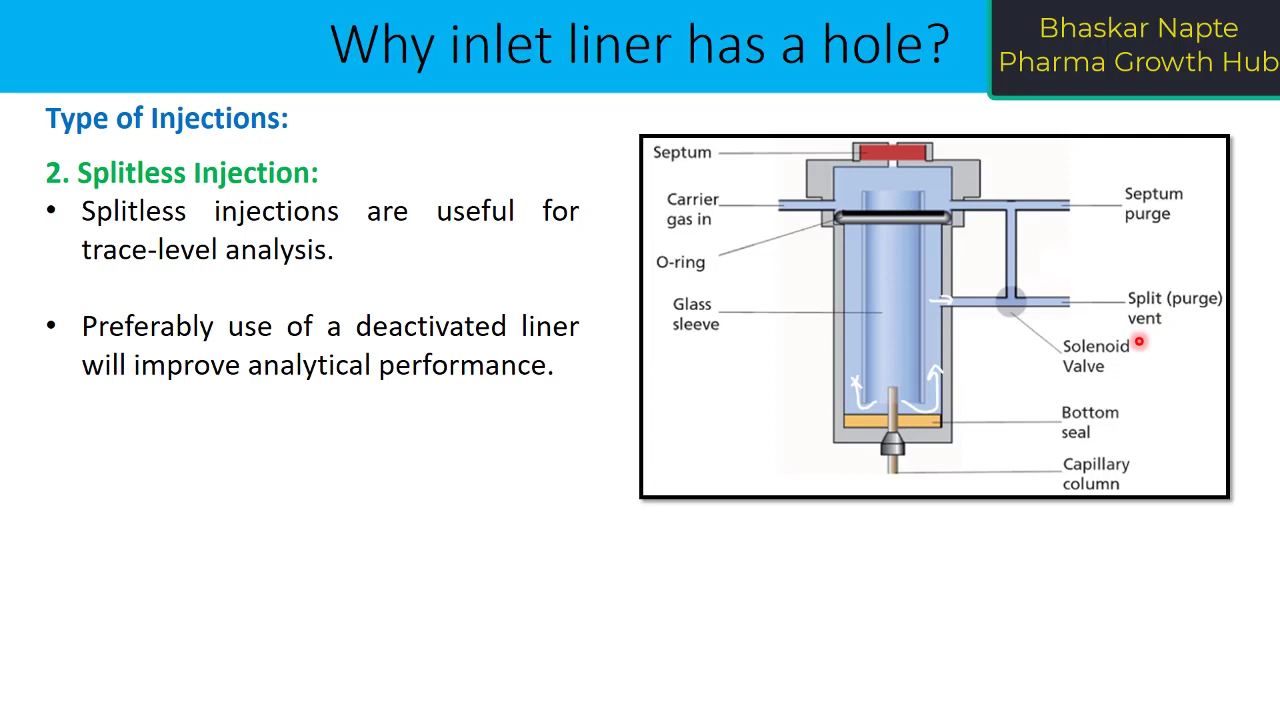 Why inlet liner has a hole?
Bhaskar Napte
Pharma Growth Hub
Type of Injections:
2. Splitless Injection:
• Splitless injections are useful for
trace-level analysis.
• Preferably use of a deactivated liner
will improve analytical performance.
Septum
Carrier
gas in
O-ring
Glass
sleeve
Septum
purge
Split (purge)
vent
Solenoid
Valve
Bottom
seal
Capillary
column